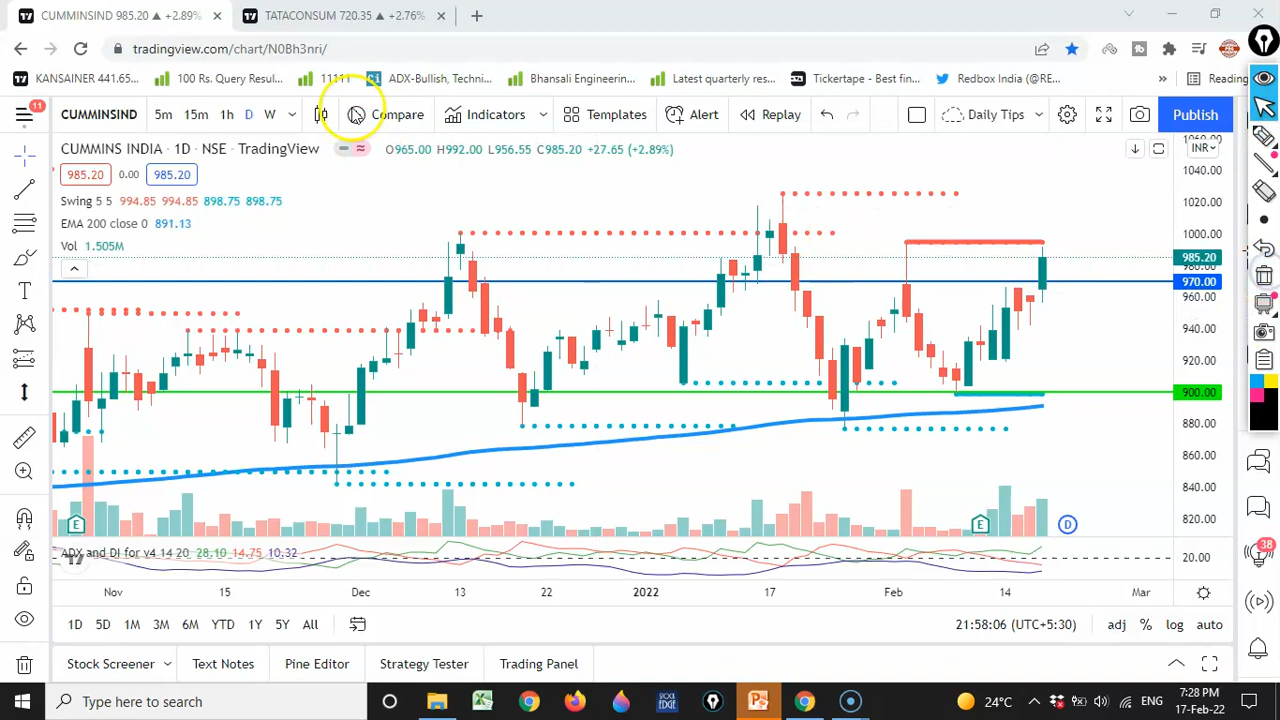 CUMMINSIND 985.20 ▲ +2.89%
TATACONSUM 720.35 ▲ +2.76%
tradingview.com/chart/N0Bh3nri/
KANSAINER 441.65...
100 Rs. Query Resul...
ADX-Bullish, Techni...
Bhansali Engineerin...
Latest quarterly res...
Tickertape - Best fin...
Redbox India (@RE...
»
Reading
11
CUMMINSIND
5m 15m 1h D W
Compare
Indicators
Templates
Alert
Replay
Daily Tips
Publish
CUMMINS INDIA · 1D · NSE · TradingView
O965.00 H992.00 L956.55 C985.20 +27.65 (+2.89%)
INR
985.20 0.00 985.20
Swing 5 5 994.85 994.85 898.75 898.75
EMA 200 close 0 891.13
Vol 1.505M
1060.00
1040.00
1020.00
1000.00
985.20
980.00
970.00
960.00
940.00
920.00
900.00
880.00
860.00
840.00
820.00
E
E
D
ADX and DI for v4 14 20 28.10 14.75 10.32
20.00
38
Nov 15 Dec 13 22 2022 17 Feb 14 Mar
1D 5D 1M 3M 6M YTD 1Y 5Y All
21:58:06 (UTC+5:30)
adj % log auto
Stock Screener
Text Notes
Pine Editor
Strategy Tester
Trading Panel
Type here to search
24°C
ENG
7:28 PM
17-Feb-22